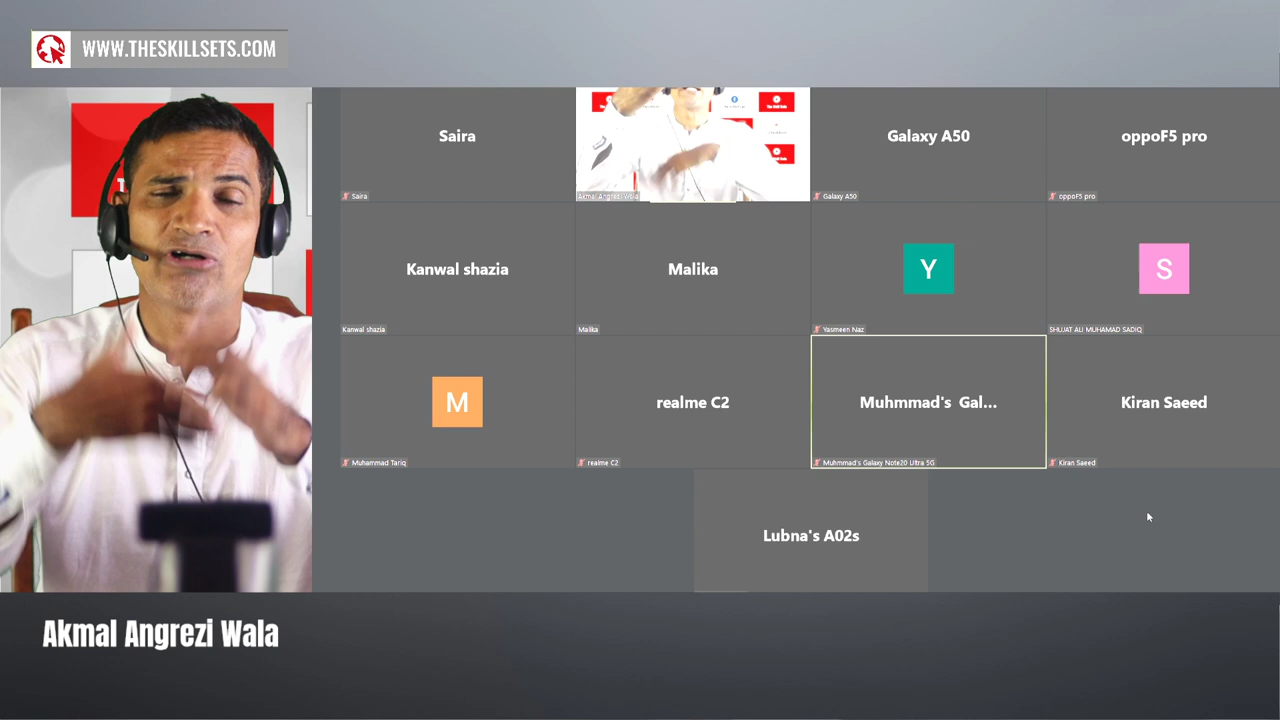 WWW.THESKILLSETS.COM
Saira
Saira
Akmal Angrezi Wala
Galaxy A50
Galaxy A50
oppoF5 pro
oppoF5 pro
Kanwal shazia
Kanwal shazia
Malika
Malika
Y
Yasmeen Naz
S
SHUJAT ALI MUHAMAD SADIQ
M
Muhammad Tariq
realme C2
realme C2
Muhmmad's Gal...
Muhmmad's Galaxy Note20 Ultra 5G
Kiran Saeed
Kiran Saeed
Lubna's A02s
Akmal Angrezi Wala